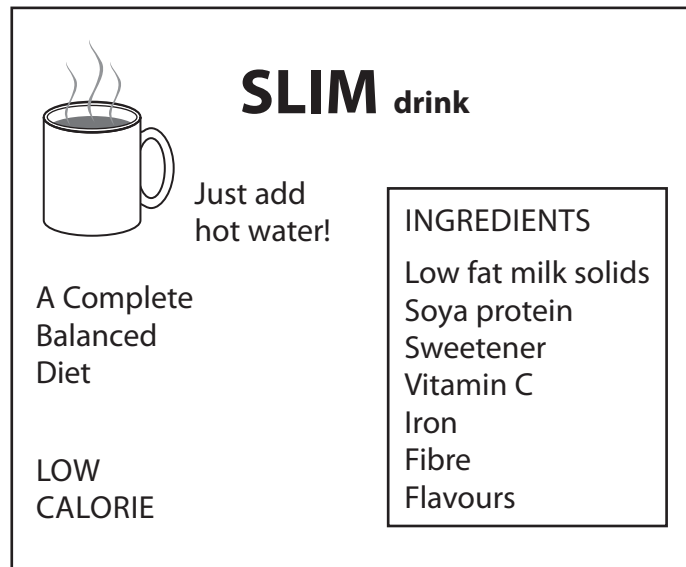 SLIM drink
Just add
hot water!
A Complete
Balanced
Diet
LOW
CALORIE
INGREDIENTS
Low fat milk solids
Soya protein
Sweetener
Vitamin C
Iron
Fibre
Flavours